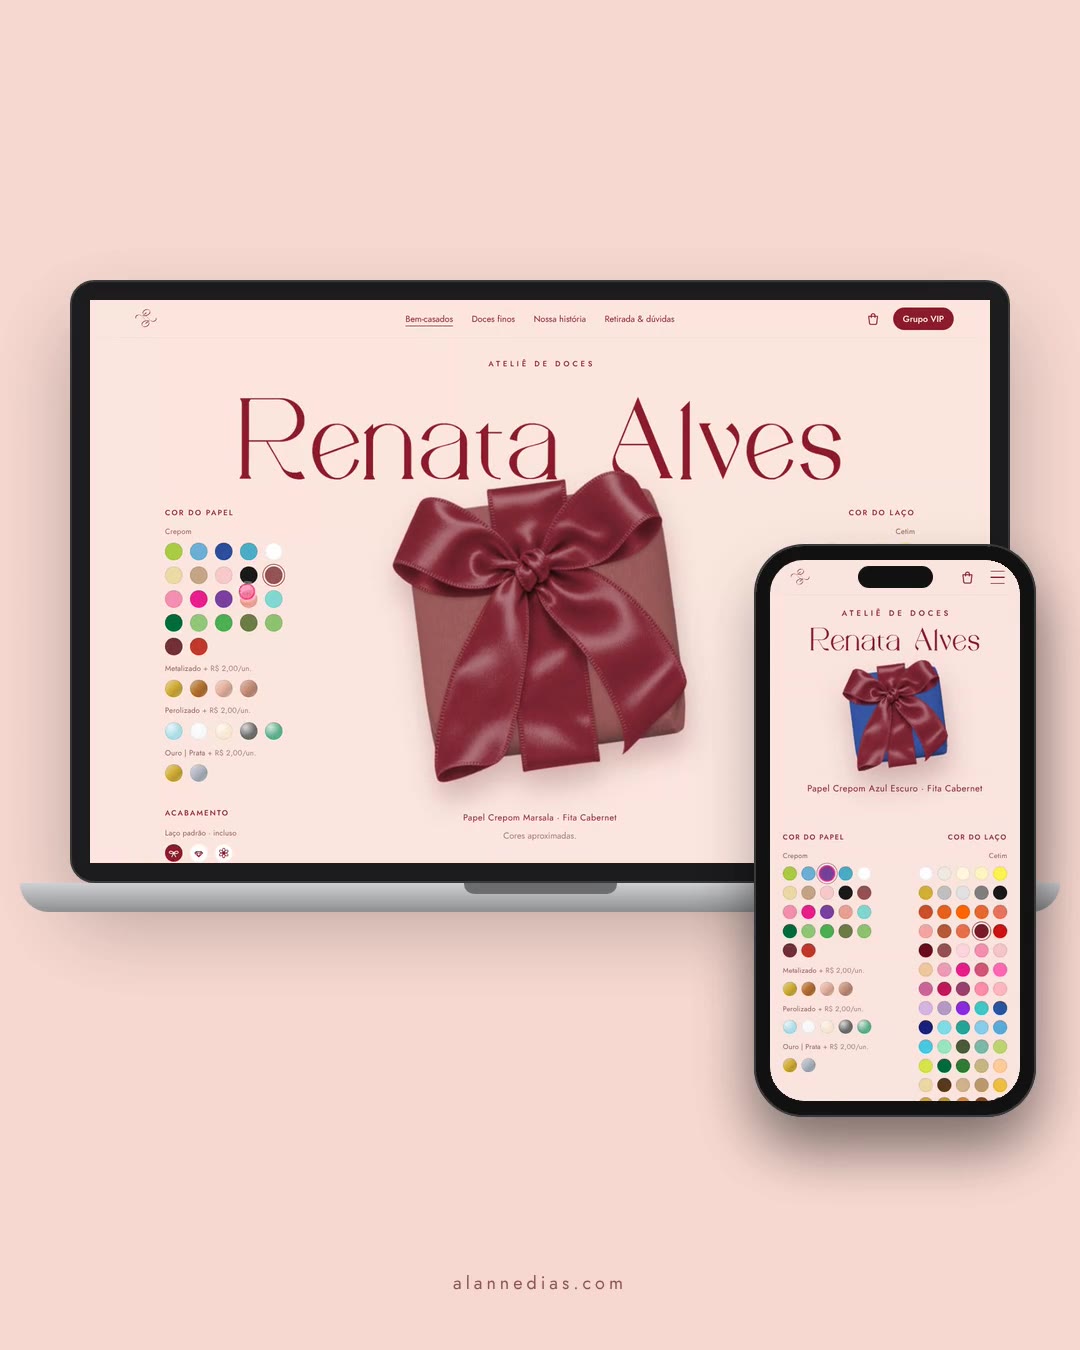 Bem-casados
Doces finos
Nossa história
Retirada & dúvidas
Grupo VIP
ATELIÊ DE DOCES
Renata Alves
COR DO PAPEL
Crepom
Metalizado + R$ 2,00/un.
Perolizado + R$ 2,00/un.
Ouro | Prata + R$ 2,00/un.
ACABAMENTO
Laço padrão · incluso
COR DO LAÇO
Cetim
Papel Crepom Marsala · Fita Cabernet
Cores aproximadas.
ATELIÊ DE DOCES
Renata Alves
Papel Crepom Azul Escuro · Fita Cabernet
COR DO PAPEL
Crepom
Metalizado + R$ 2,00/un.
Perolizado + R$ 2,00/un.
Ouro | Prata + R$ 2,00/un.
COR DO LAÇO
Cetim
alannedias.com